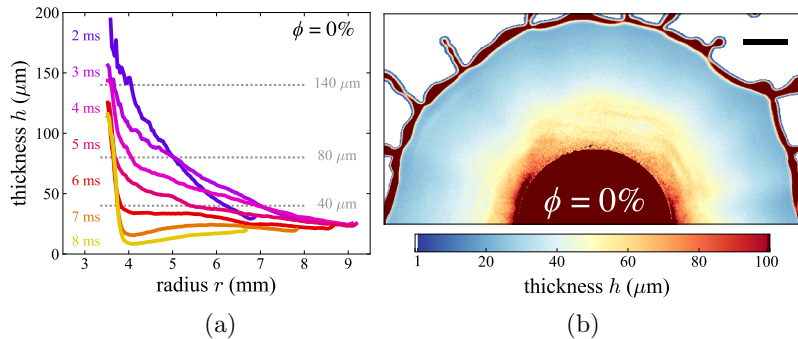 ϕ = 0%
200
150
100
50
0
thickness h (μm)
2 ms
3 ms
4 ms
5 ms
6 ms
7 ms
8 ms
140 μm
80 μm
40 μm
3 4 5 6 7 8 9
radius r (mm)
(a)
ϕ = 0%
1 20 40 60 80 100
thickness h (μm)
(b)